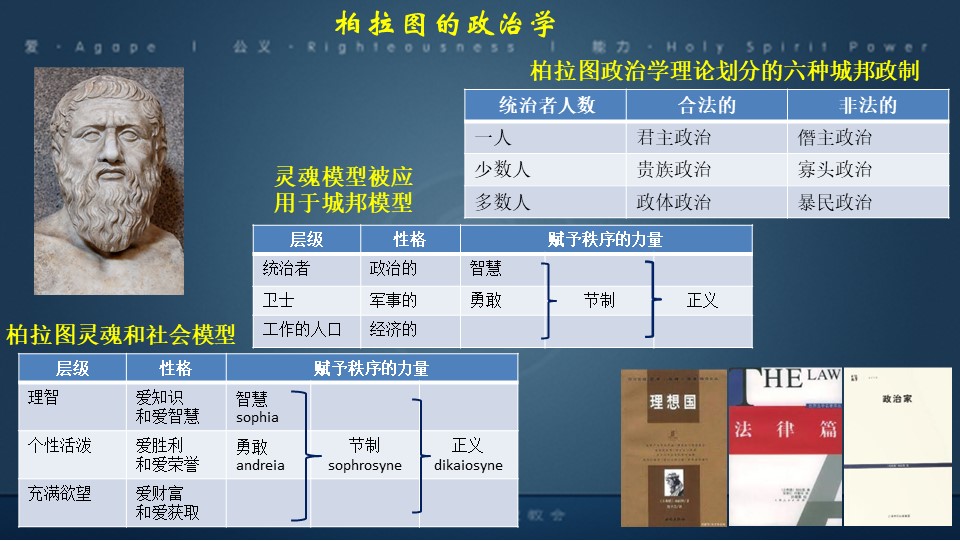 柏拉图的政治学
爱·Agape | 公义·Righteousness | 能力·Holy Spirit Power
柏拉图政治学理论划分的六种城邦政制
统治者人数 合法的 非法的
一人 君主政治 僭主政治
少数人 贵族政治 寡头政治
多数人 政体政治 暴民政治
灵魂模型被应
用于城邦模型
层级 性格 赋予秩序的力量
统治者 政治的 智慧
卫士 军事的 勇敢 节制 正义
工作的人口 经济的
柏拉图灵魂和社会模型
层级 性格 赋予秩序的力量
理智 爱知识 智慧
和爱智慧 sophia
个性活泼 爱胜利 勇敢 节制 正义
和爱荣誉 andreia sophrosyne dikaiosyne
充满欲望 爱财富
和爱获取
理想国
THE LAW
法律篇
政治家
教会